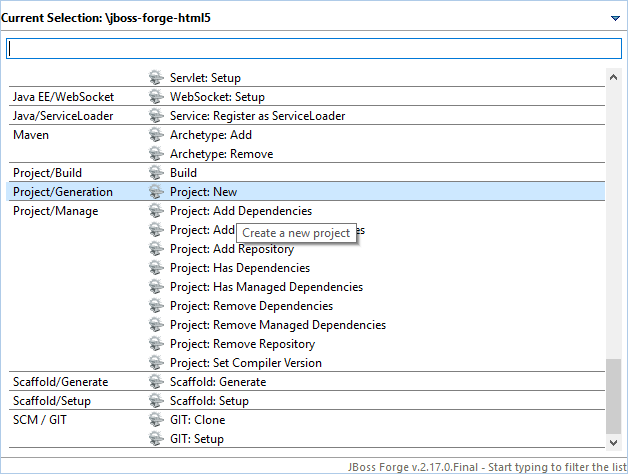 Current Selection: \jboss-forge-html5
Servlet: Setup
Java EE/WebSocket WebSocket: Setup
Java/ServiceLoader Service: Register as ServiceLoader
Maven Archetype: Add
Archetype: Remove
Project/Build Build
Project/Generation Project: New
Project/Manage Project: Add Dependencies
Project: Add
Create a new project
Project: Add Repository
Project: Has Dependencies
Project: Has Managed Dependencies
Project: Remove Dependencies
Project: Remove Managed Dependencies
Project: Remove Repository
Project: Set Compiler Version
Scaffold/Generate Scaffold: Generate
Scaffold/Setup Scaffold: Setup
SCM / GIT GIT: Clone
GIT: Setup
JBoss Forge v.2.17.0.Final - Start typing to filter the list